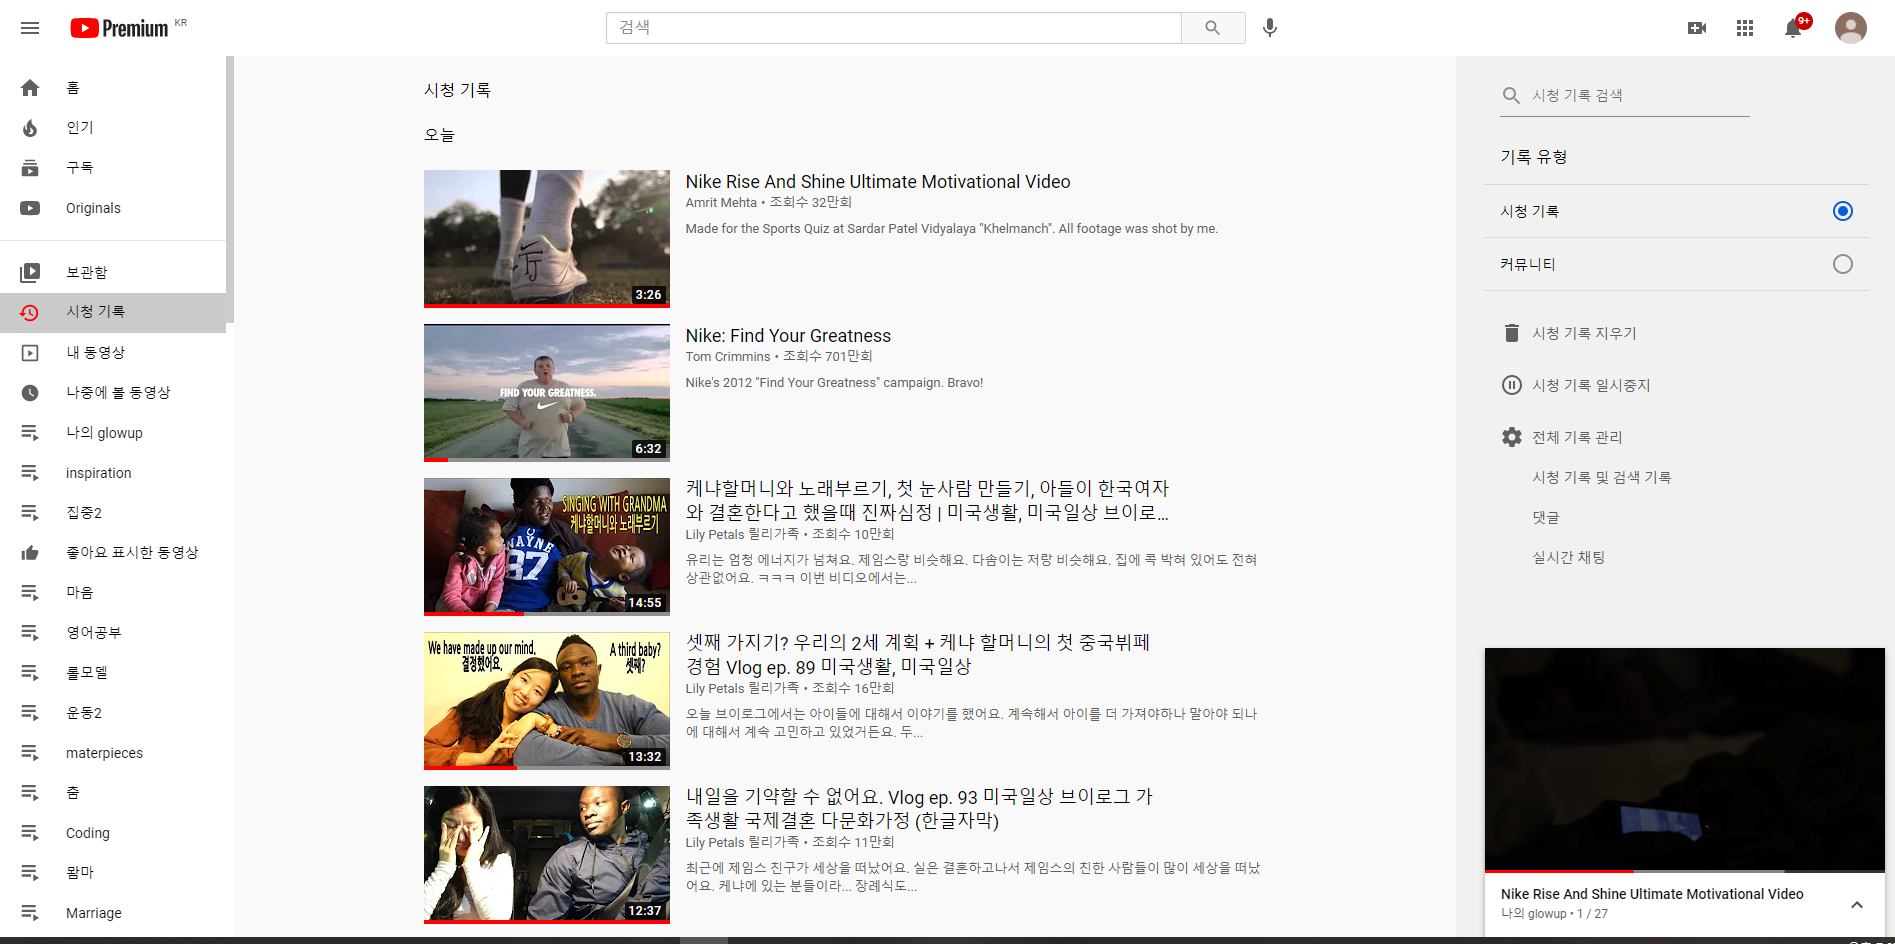 Premium KR
검색
9+
홈
인기
구독
Originals
보관함
시청 기록
내 동영상
나중에 볼 동영상
나의 glowup
inspiration
집중2
좋아요 표시한 동영상
마음
영어공부
롤모델
운동2
materpieces
춤
Coding
뫔마
Marriage
시청 기록
오늘
3:26
Nike Rise And Shine Ultimate Motivational Video
Amrit Mehta • 조회수 32만회
Made for the Sports Quiz at Sardar Patel Vidyalaya "Khelmanch". All footage was shot by me.
FIND YOUR GREATNESS.
6:32
Nike: Find Your Greatness
Tom Crimmins • 조회수 701만회
Nike's 2012 "Find Your Greatness" campaign. Bravo!
SINGING WITH GRANDMA
케냐할머니와 노래부르기
WAYNE
87
14:55
케냐할머니와 노래부르기, 첫 눈사람 만들기, 아들이 한국여자
와 결혼한다고 했을때 진짜심정 | 미국생활, 미국일상 브이로...
Lily Petals 릴리가족 • 조회수 10만회
유리는 엄청 에너지가 넘쳐요. 제임스랑 비슷해요. 다솜이는 저랑 비슷해요. 집에 콕 박혀 있어도 전혀
상관없어요. ㅋㅋㅋ 이번 비디오에서는...
We have made up our mind.
결정했어요.
A third baby?
셋째?
13:32
셋째 가지기? 우리의 2세 계획 + 케냐 할머니의 첫 중국뷔페
경험 Vlog ep. 89 미국생활, 미국일상
Lily Petals 릴리가족 • 조회수 16만회
오늘 브이로그에서는 아이들에 대해서 이야기를 했어요. 계속해서 아이를 더 가져야하나 말아야 되나
에 대해서 계속 고민하고 있었거든요. 두...
12:37
내일을 기약할 수 없어요. Vlog ep. 93 미국일상 브이로그 가
족생활 국제결혼 다문화가정 (한글자막)
Lily Petals 릴리가족 • 조회수 11만회
최근에 제임스 친구가 세상을 떠났어요. 실은 결혼하고나서 제임스의 친한 사람들이 많이 세상을 떠났
어요. 케냐에 있는 분들이라... 장례식도...
시청 기록 검색
기록 유형
시청 기록
커뮤니티
시청 기록 지우기
시청 기록 일시중지
전체 기록 관리
시청 기록 및 검색 기록
댓글
실시간 채팅
Nike Rise And Shine Ultimate Motivational Video
나의 glowup • 1 / 27